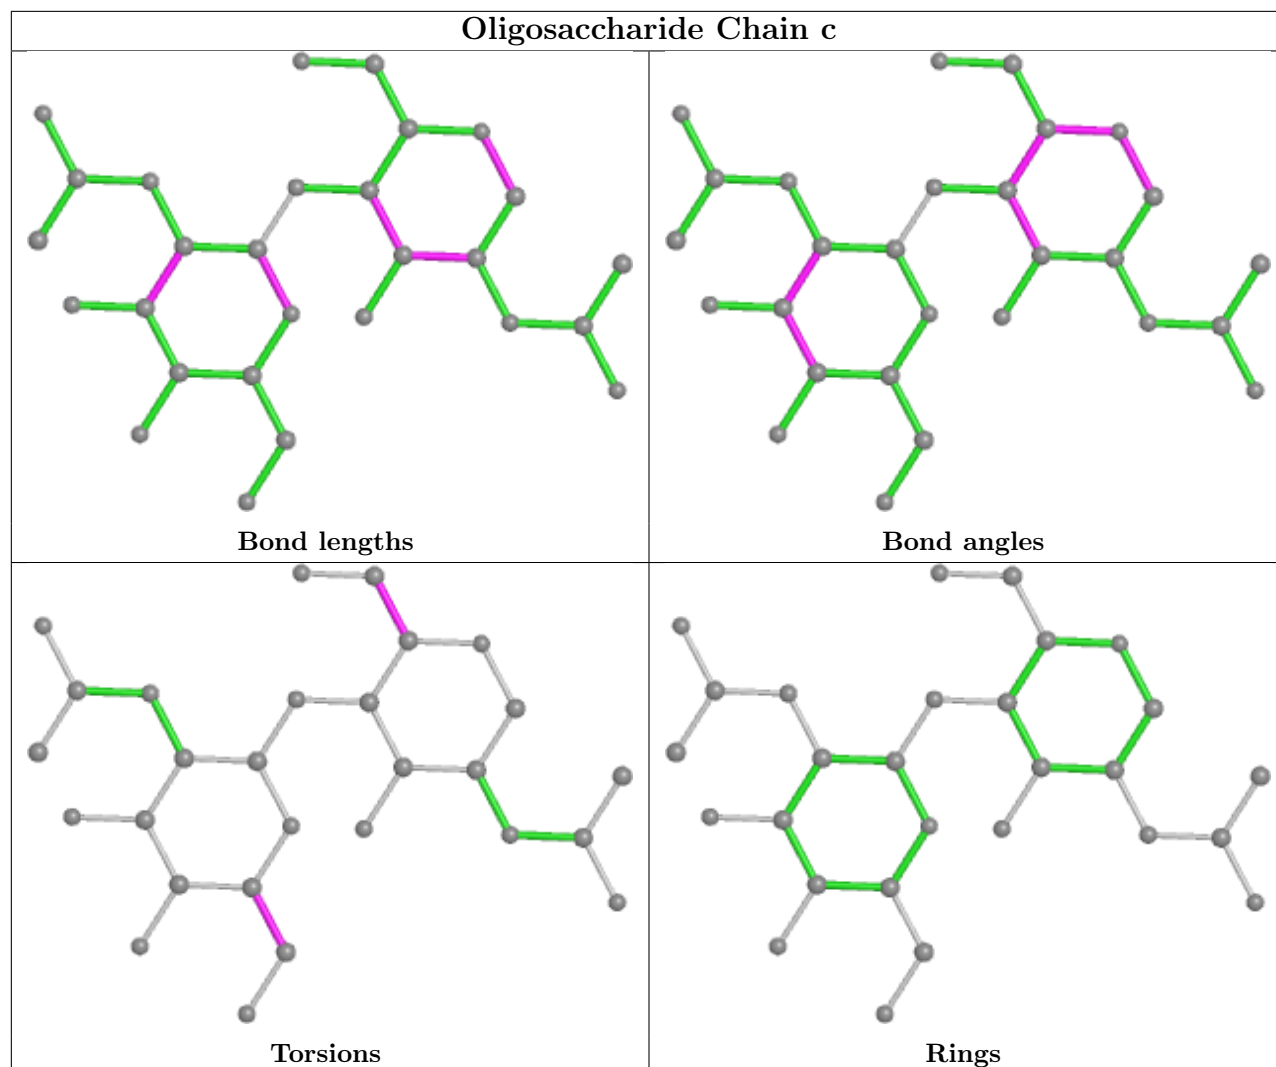 Oligosaccharide Chain c
Bond lengths
Bond angles
Torsions
Rings